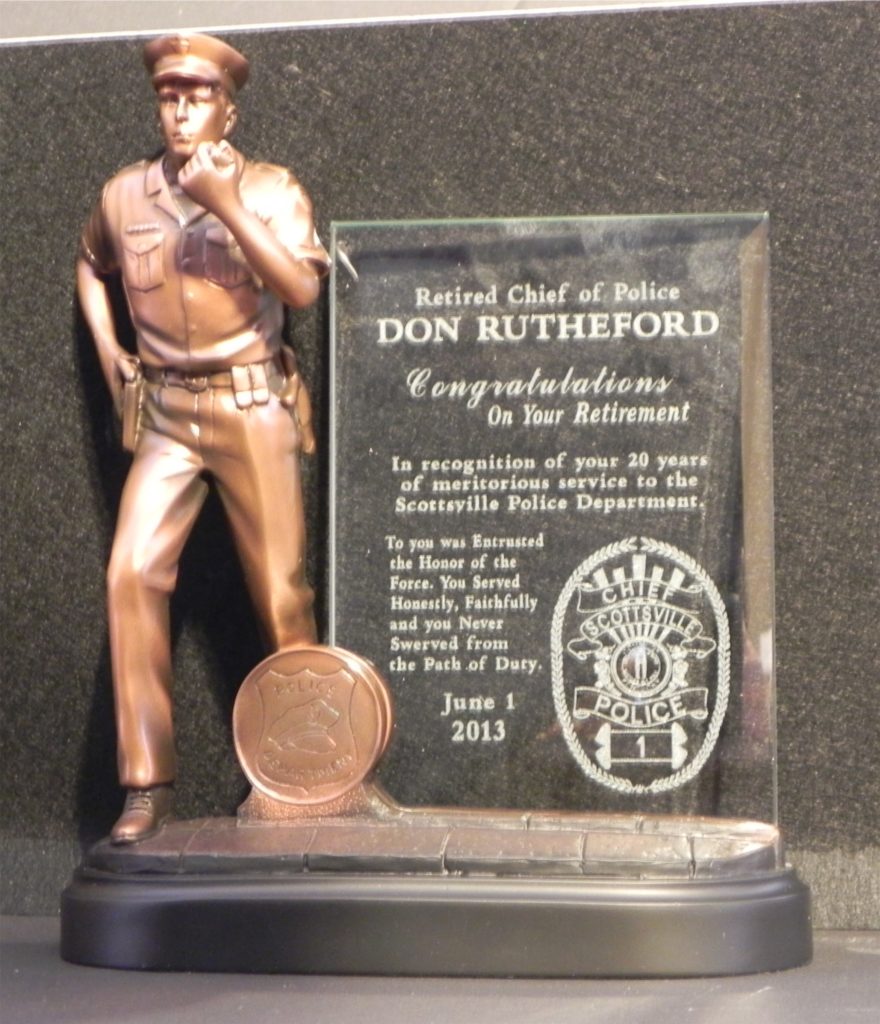 Retired Chief of Police
DON RUTHEFORD
Congratulations
On Your Retirement
In recognition of your 20 years
of meritorious service to the
Scottsville Police Department.
To you was Entrusted
the Honor of the
Force. You Served
Honestly, Faithfully
and you Never
Swerved from
the Path of Duty.
June 1
2013
CHIEF
SCOTTSVILLE
POLICE
1
POLICE
DEPARTMENT